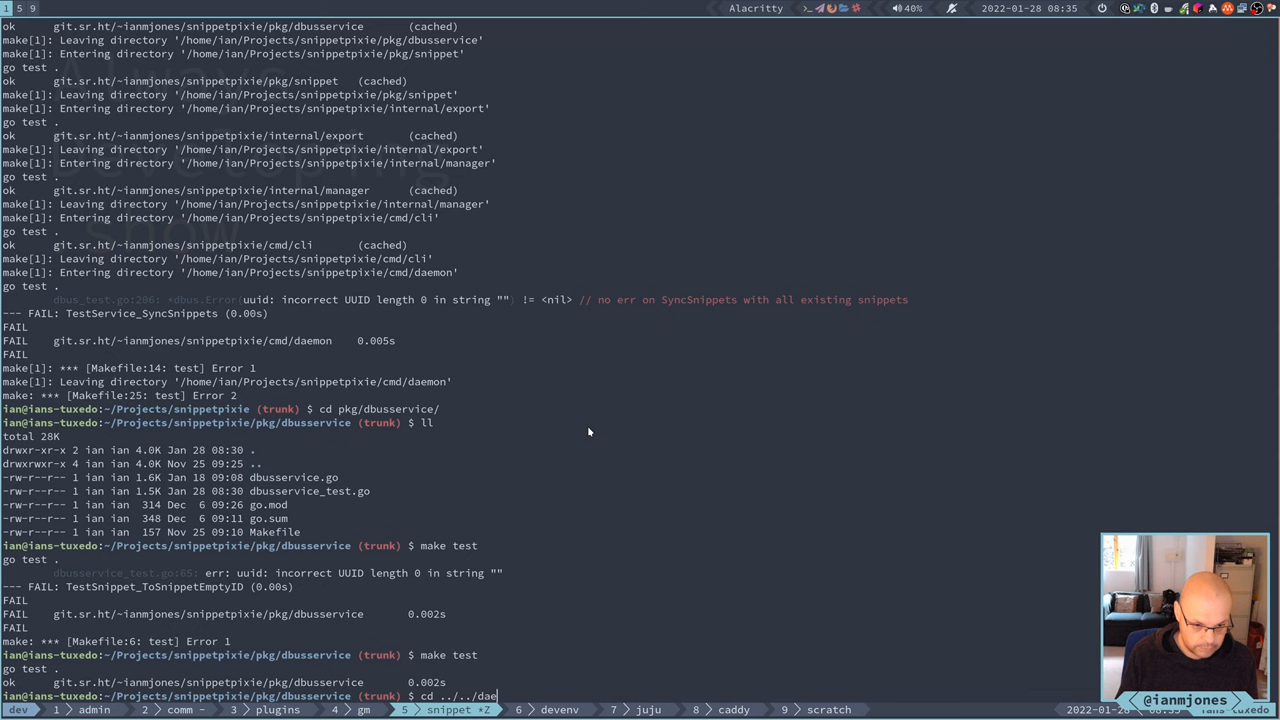 1 5 9
Alacritty
40%
2022-01-28 08:35
ok      git.sr.ht/~ianmjones/snippetpixie/pkg/dbusservice       (cached)
make[1]: Leaving directory '/home/ian/Projects/snippetpixie/pkg/dbusservice'
make[1]: Entering directory '/home/ian/Projects/snippetpixie/pkg/snippet'
go test .
ok      git.sr.ht/~ianmjones/snippetpixie/pkg/snippet   (cached)
make[1]: Leaving directory '/home/ian/Projects/snippetpixie/pkg/snippet'
make[1]: Entering directory '/home/ian/Projects/snippetpixie/internal/export'
go test .
ok      git.sr.ht/~ianmjones/snippetpixie/internal/export       (cached)
make[1]: Leaving directory '/home/ian/Projects/snippetpixie/internal/export'
make[1]: Entering directory '/home/ian/Projects/snippetpixie/internal/manager'
go test .
ok      git.sr.ht/~ianmjones/snippetpixie/internal/manager      (cached)
make[1]: Leaving directory '/home/ian/Projects/snippetpixie/internal/manager'
make[1]: Entering directory '/home/ian/Projects/snippetpixie/cmd/cli'
go test .
ok      git.sr.ht/~ianmjones/snippetpixie/cmd/cli       (cached)
make[1]: Leaving directory '/home/ian/Projects/snippetpixie/cmd/cli'
make[1]: Entering directory '/home/ian/Projects/snippetpixie/cmd/daemon'
go test .
dbus_test.go:206: *dbus.Error(uuid: incorrect UUID length 0 in string "") != <nil> // no err on SyncSnippets with all existing snippets
--- FAIL: TestService_SyncSnippets (0.00s)
FAIL
FAIL    git.sr.ht/~ianmjones/snippetpixie/cmd/daemon    0.005s
FAIL
make[1]: *** [Makefile:14: test] Error 1
make[1]: Leaving directory '/home/ian/Projects/snippetpixie/cmd/daemon'
make: *** [Makefile:25: test] Error 2
ian@ians-tuxedo:~/Projects/snippetpixie (trunk) $ cd pkg/dbusservice/
ian@ians-tuxedo:~/Projects/snippetpixie/pkg/dbusservice (trunk) $ ll
total 28K
drwxr-xr-x 2 ian ian 4.0K Jan 28 08:30 .
drwxrwxr-x 4 ian ian 4.0K Nov 25 09:25 ..
-rw-r--r-- 1 ian ian 1.6K Jan 18 09:08 dbusservice.go
-rw-r--r-- 1 ian ian 1.5K Jan 28 08:30 dbusservice_test.go
-rw-r--r-- 1 ian ian  314 Dec  6 09:26 go.mod
-rw-r--r-- 1 ian ian  348 Dec  6 09:11 go.sum
-rw-r--r-- 1 ian ian  157 Nov 25 09:10 Makefile
ian@ians-tuxedo:~/Projects/snippetpixie/pkg/dbusservice (trunk) $ make test
go test .
dbusservice_test.go:65: err: uuid: incorrect UUID length 0 in string ""
--- FAIL: TestSnippet_ToSnippetEmptyID (0.00s)
FAIL
FAIL    git.sr.ht/~ianmjones/snippetpixie/pkg/dbusservice       0.002s
FAIL
make: *** [Makefile:6: test] Error 1
ian@ians-tuxedo:~/Projects/snippetpixie/pkg/dbusservice (trunk) $ make test
go test .
ok      git.sr.ht/~ianmjones/snippetpixie/pkg/dbusservice       0.002s
ian@ians-tuxedo:~/Projects/snippetpixie/pkg/dbusservice (trunk) $ cd ../../dae
dev 1 admin 2 comm - 3 plugins 4 gm 5 snippet *Z 6 devenv 7 juju 8 caddy 9 scratch
@ianmjones